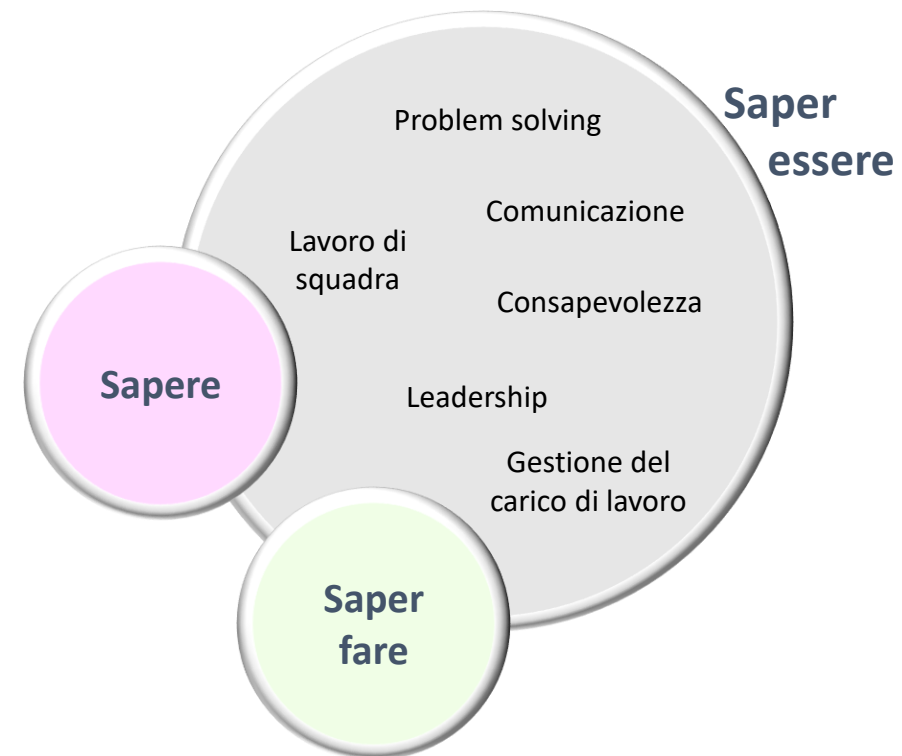 Saper
essere
Problem solving
Comunicazione
Lavoro di
squadra
Consapevolezza
Sapere
Leadership
Gestione del
carico di lavoro
Saper
fare